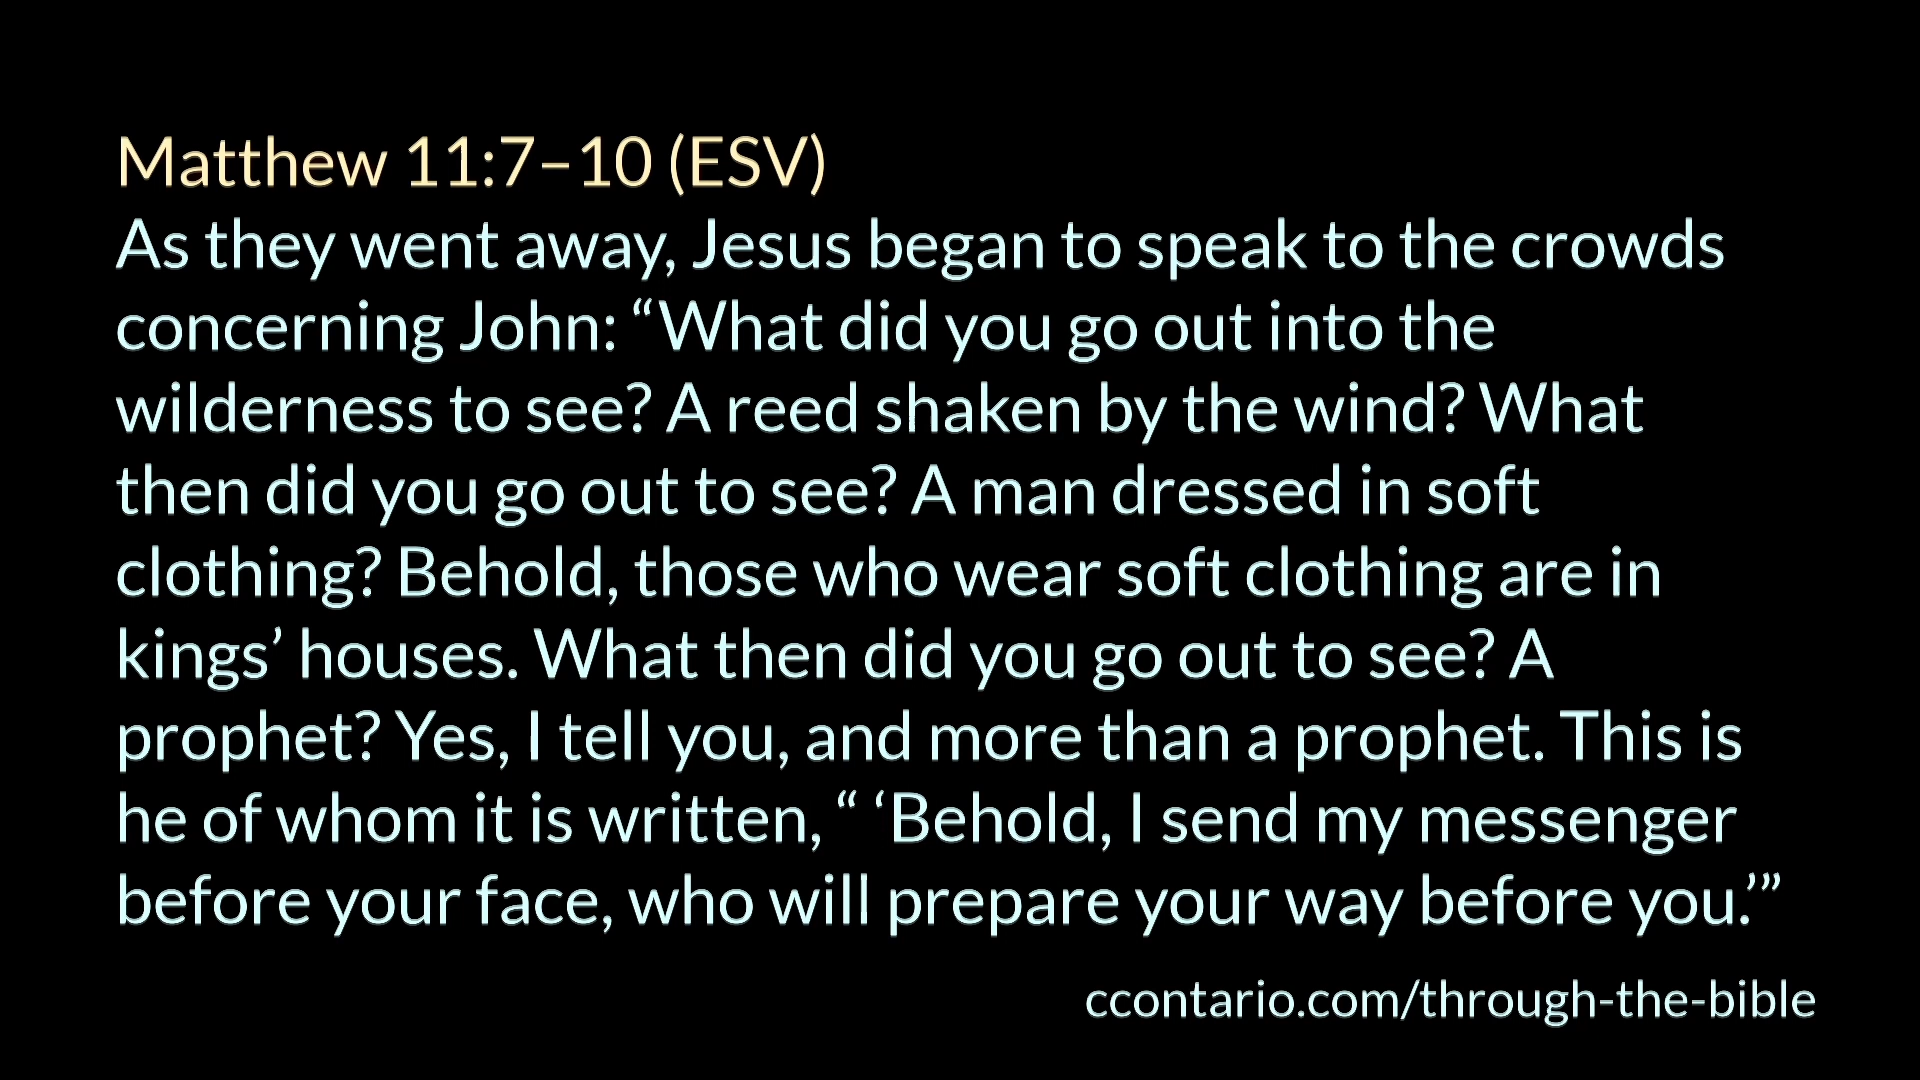 Matthew 11:7–10 (ESV)
As they went away, Jesus began to speak to the crowds
concerning John: “What did you go out into the
wilderness to see? A reed shaken by the wind? What
then did you go out to see? A man dressed in soft
clothing? Behold, those who wear soft clothing are in
kings’ houses. What then did you go out to see? A
prophet? Yes, I tell you, and more than a prophet. This is
he of whom it is written, “ ‘Behold, I send my messenger
before your face, who will prepare your way before you.’”
ccontario.com/through-the-bible